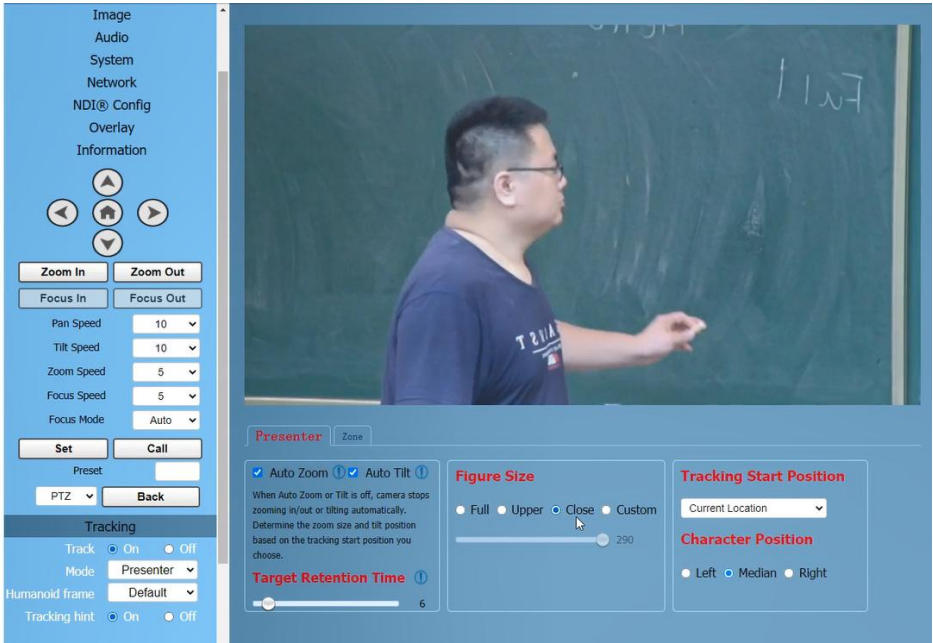 Image
Audio
System
Network
NDI® Config
Overlay
Information
Zoom In Zoom Out
Focus In Focus Out
Pan Speed 10
Tilt Speed 10
Zoom Speed 5
Focus Speed 5
Focus Mode Auto
Set Call
Preset
PTZ Back
Tracking
Track On Off
Mode Presenter
Humanoid frame Default
Tracking hint On Off
Full
Presenter Zone
Auto Zoom Auto Tilt
When Auto Zoom or Tilt is off, camera stops
zooming in/out or tilting automatically.
Determine the zoom size and tilt position
based on the tracking start position you
choose.
Target Retention Time
6
Figure Size
Full Upper Close Custom
290
Tracking Start Position
Current Location
Character Position
Left Median Right